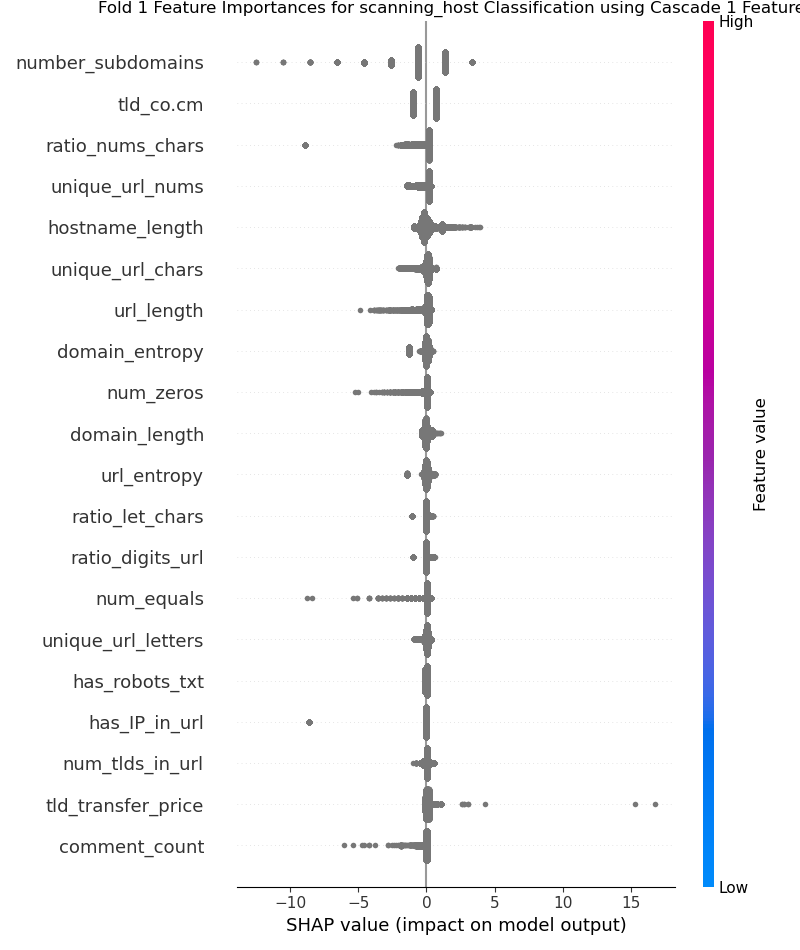 Fold 1 Feature Importances for scanning_host Classification using Cascade 1 Feature
High
number_subdomains
tld_co.cm
ratio_nums_chars
unique_url_nums
hostname_length
unique_url_chars
url_length
domain_entropy
num_zeros
domain_length
url_entropy
ratio_let_chars
ratio_digits_url
num_equals
unique_url_letters
has_robots_txt
has_IP_in_url
num_tlds_in_url
tld_transfer_price
comment_count
Feature value
Low
−10 −5 0 5 10 15
SHAP value (impact on model output)